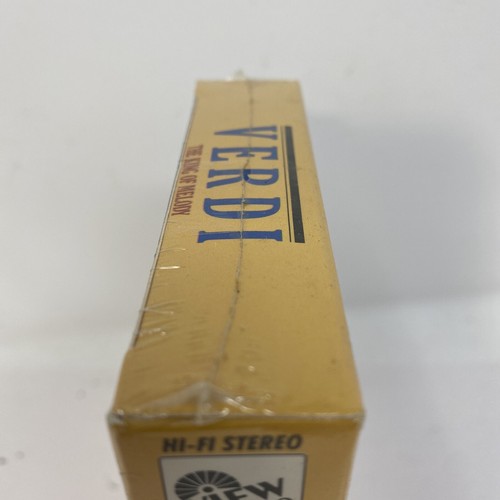 VERDI
THE KING OF MELODY
HI-FI STEREO